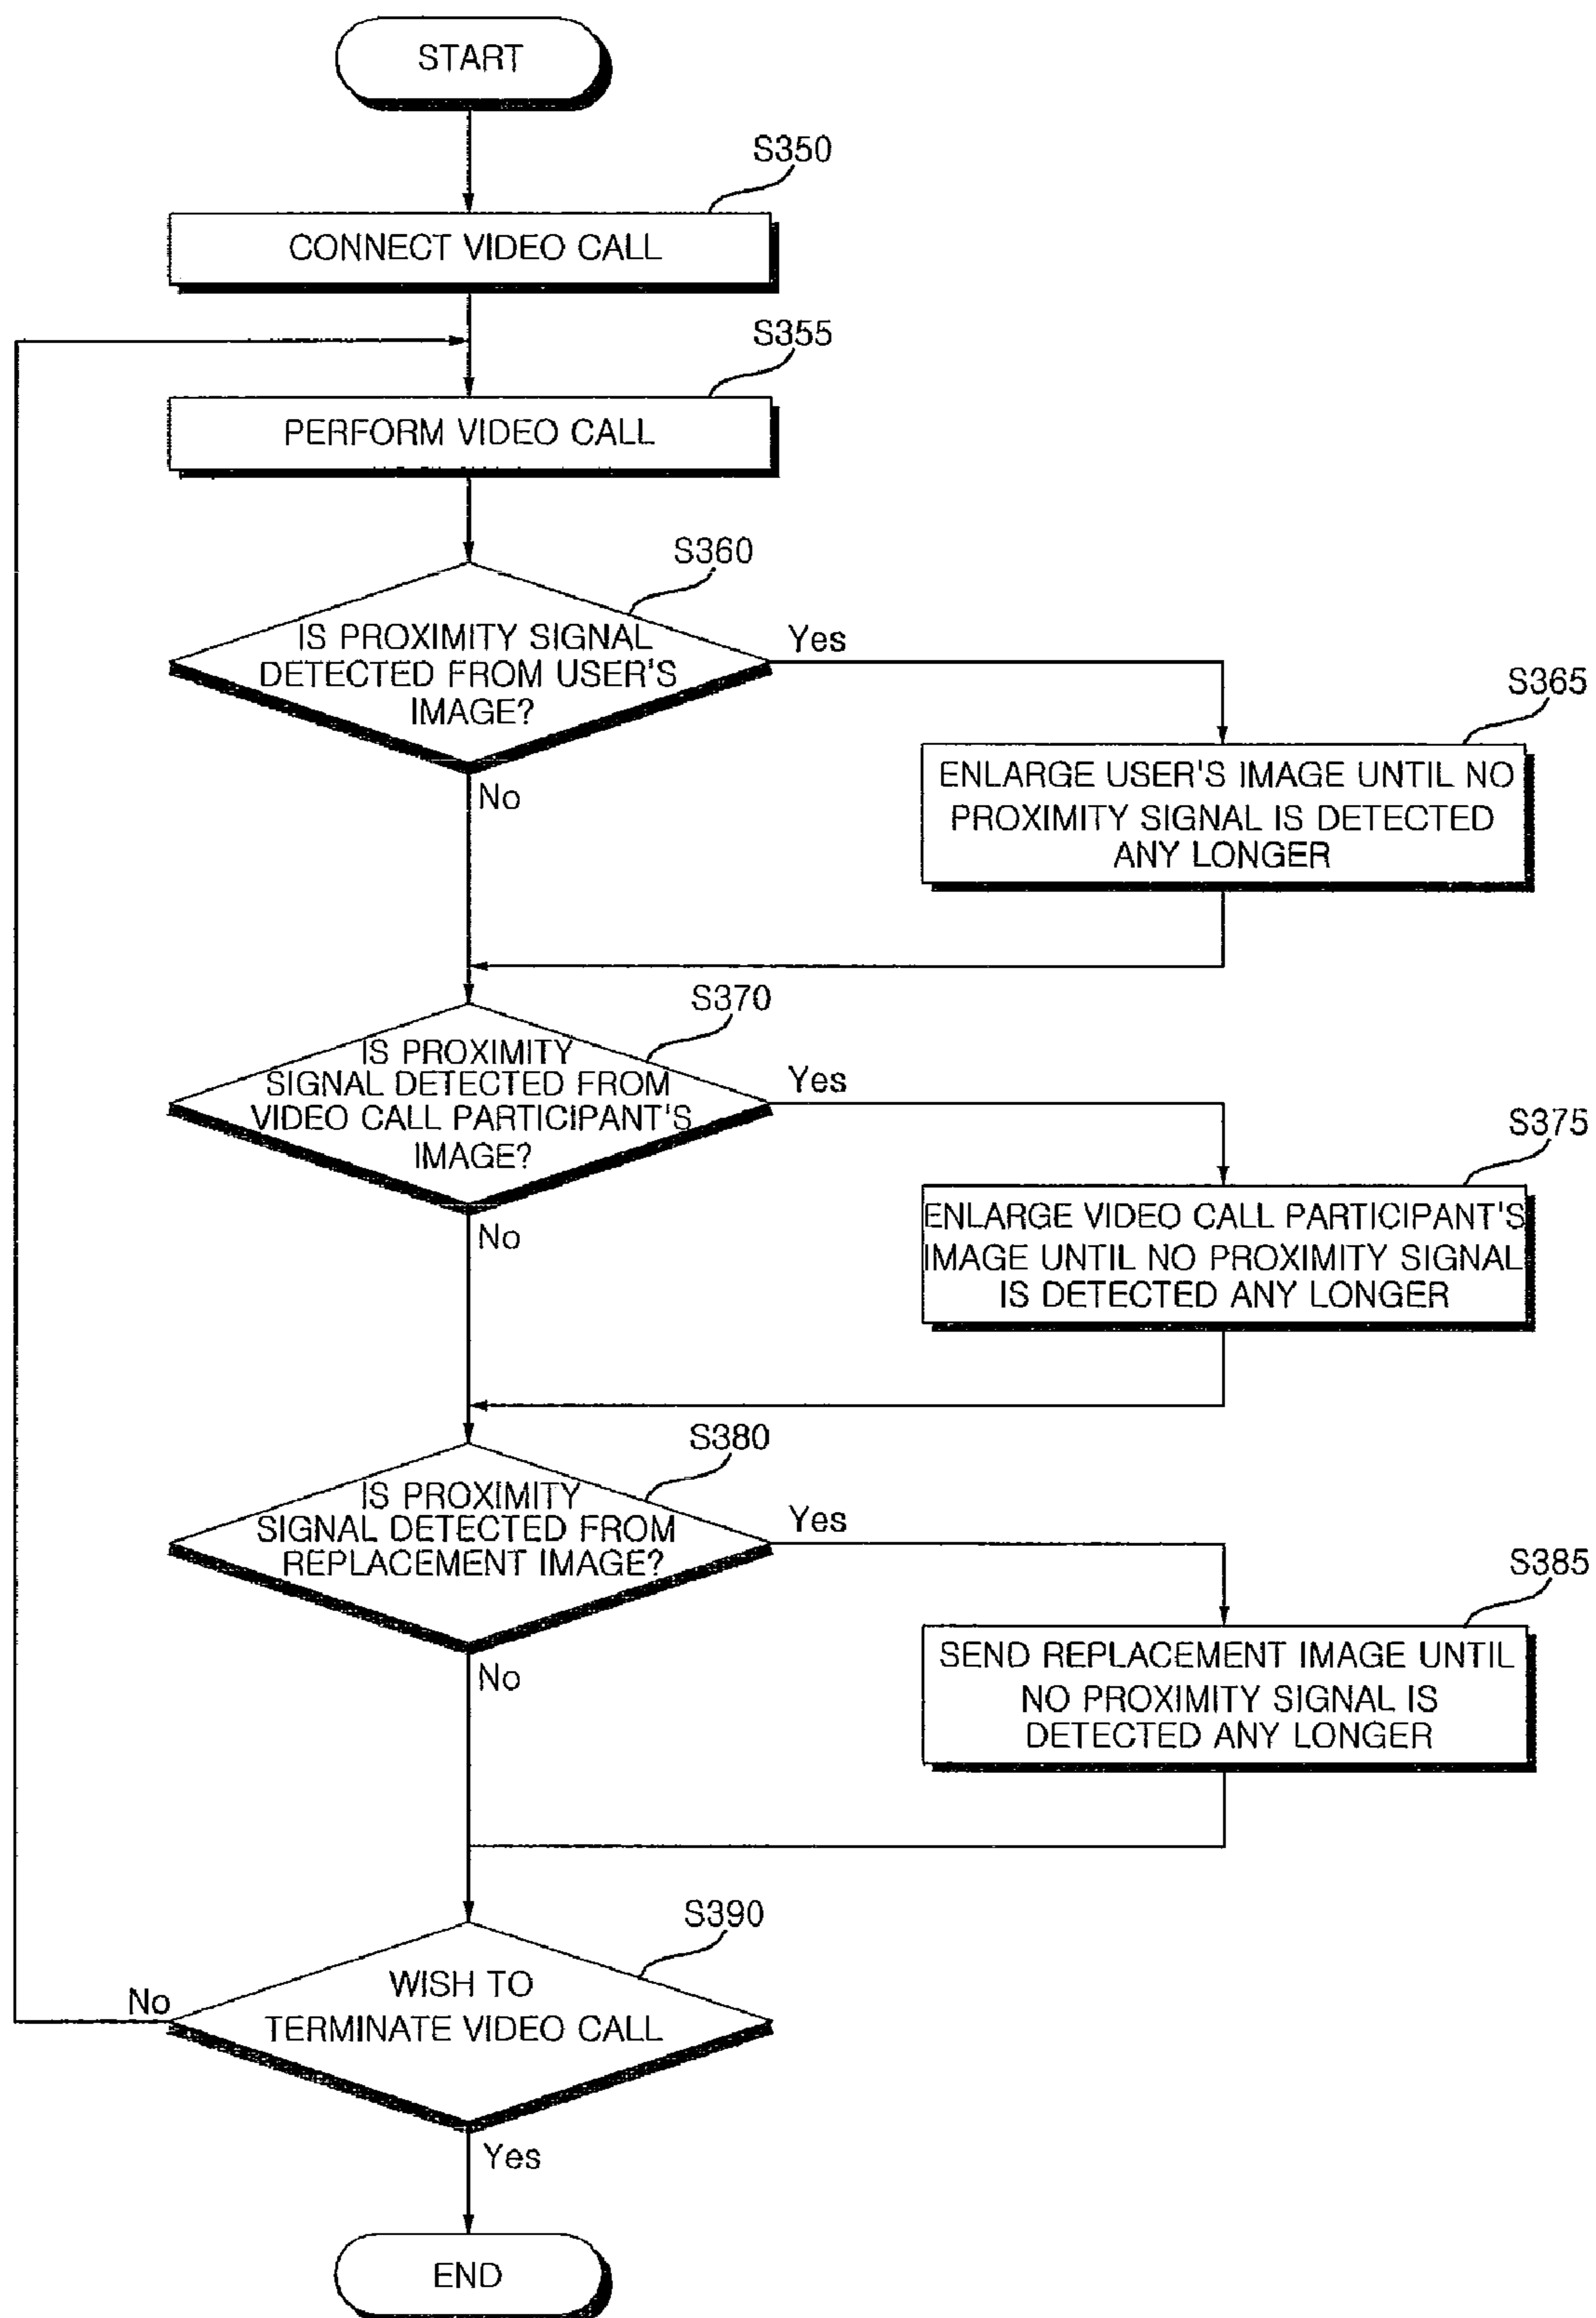 START
S350
CONNECT VIDEO CALL
S355
PERFORM VIDEO CALL
S360
IS PROXIMITY SIGNAL
DETECTED FROM USER'S
IMAGE?
Yes
No
S365
ENLARGE USER'S IMAGE UNTIL NO
PROXIMITY SIGNAL IS DETECTED
ANY LONGER
S370
IS PROXIMITY
SIGNAL DETECTED FROM
VIDEO CALL PARTICIPANT'S
IMAGE?
Yes
No
S375
ENLARGE VIDEO CALL PARTICIPANT'S
IMAGE UNTIL NO PROXIMITY SIGNAL
IS DETECTED ANY LONGER
S380
IS PROXIMITY
SIGNAL DETECTED FROM
REPLACEMENT IMAGE?
Yes
No
S385
SEND REPLACEMENT IMAGE UNTIL
NO PROXIMITY SIGNAL IS
DETECTED ANY LONGER
S390
WISH TO
TERMINATE VIDEO CALL
No
Yes
END